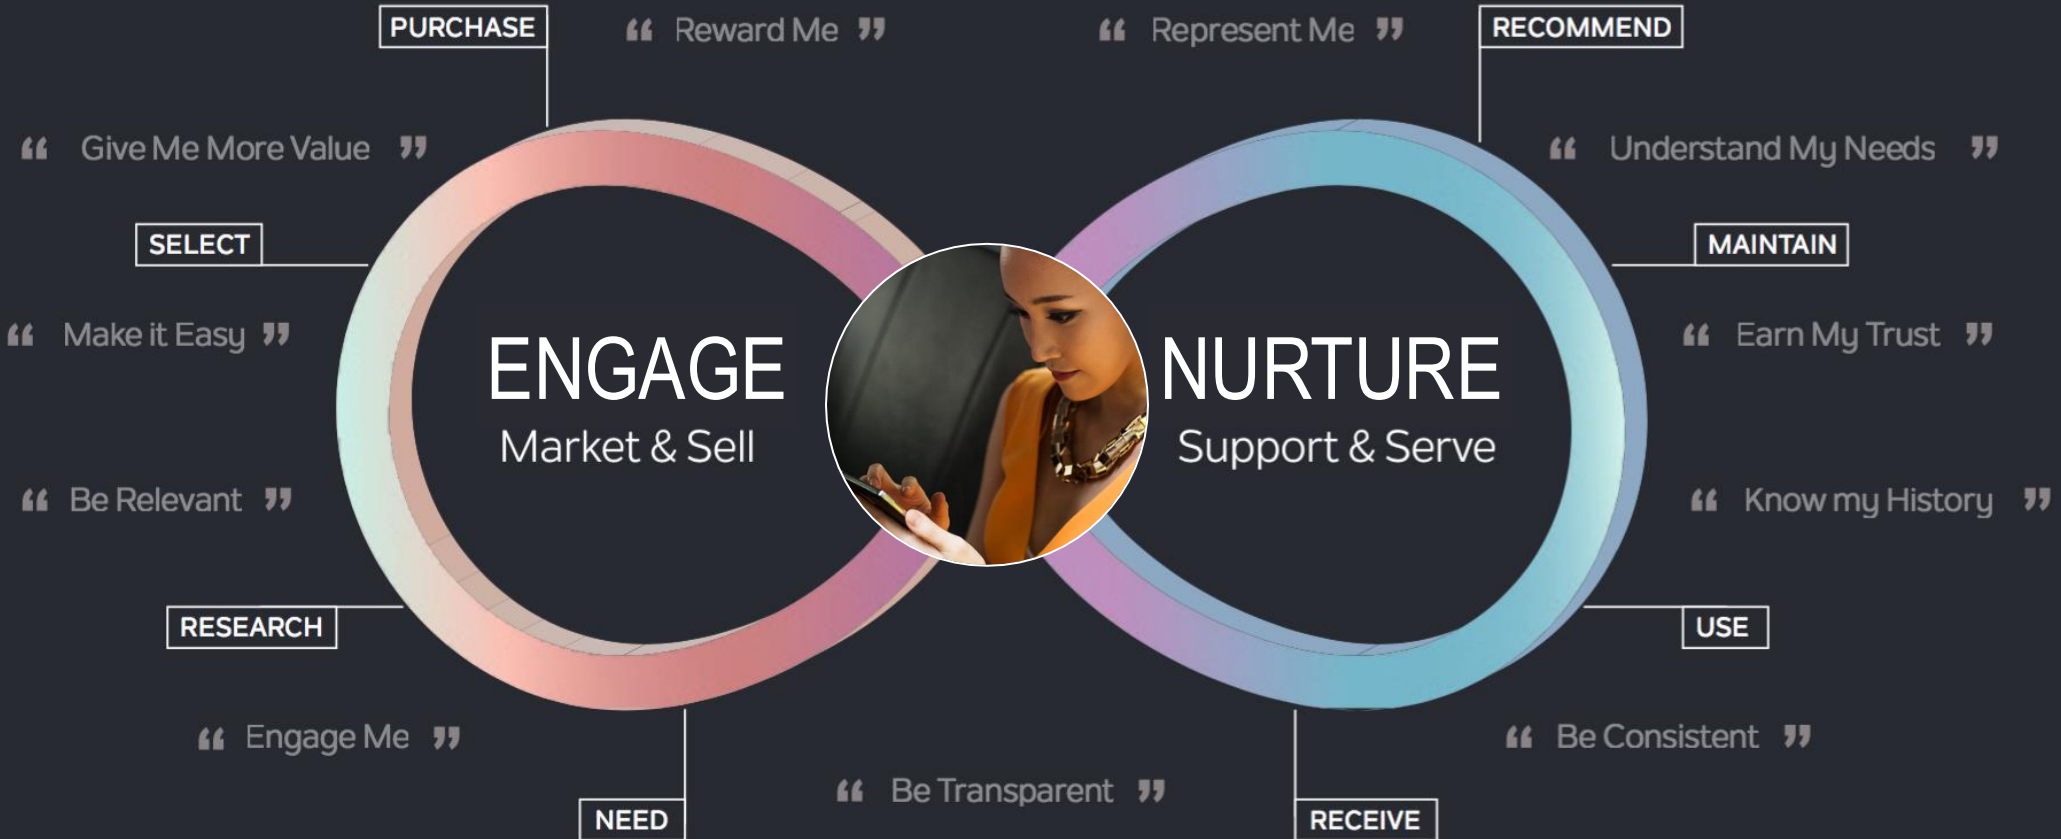 PURCHASE
“ Reward Me ”
“ Represent Me ”
RECOMMEND
“ Give Me More Value ”
“ Understand My Needs ”
SELECT
MAINTAIN
“ Make it Easy ”
“ Earn My Trust ”
ENGAGE
Market & Sell
NURTURE
Support & Serve
“ Be Relevant ”
“ Know my History ”
RESEARCH
USE
“ Engage Me ”
“ Be Consistent ”
“ Be Transparent ”
NEED
RECEIVE